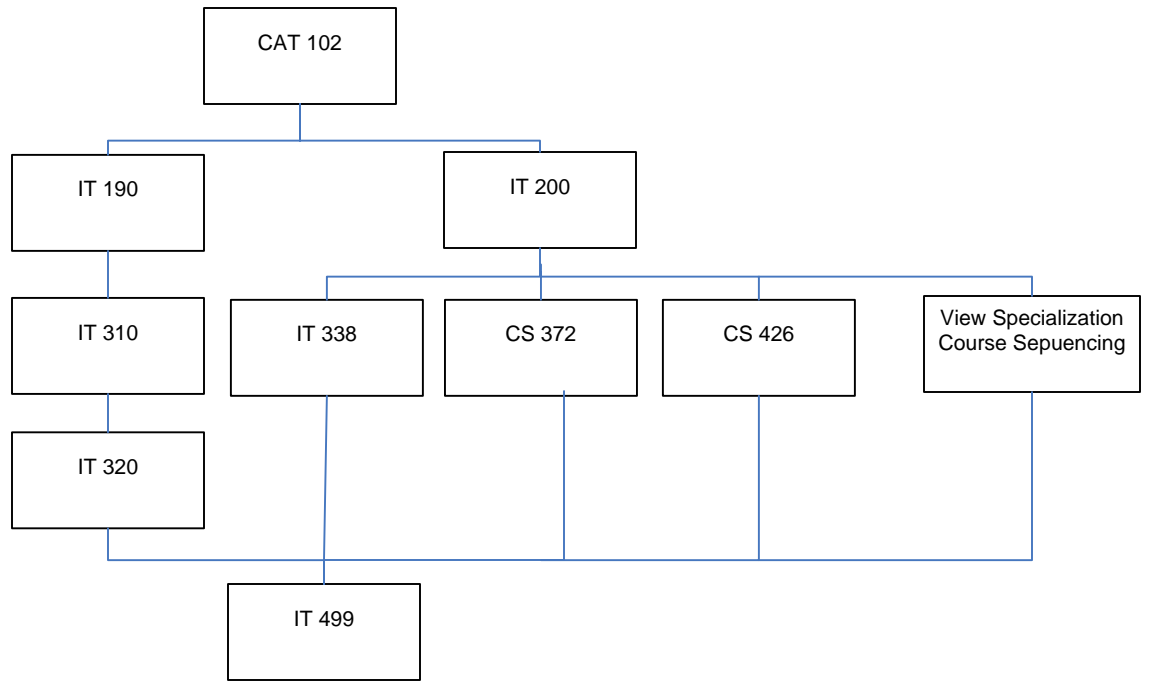 CAT 102
IT 190
IT 200
IT 310
IT 338
CS 372
CS 426
View Specialization
Course Sepuencing
IT 320
IT 499